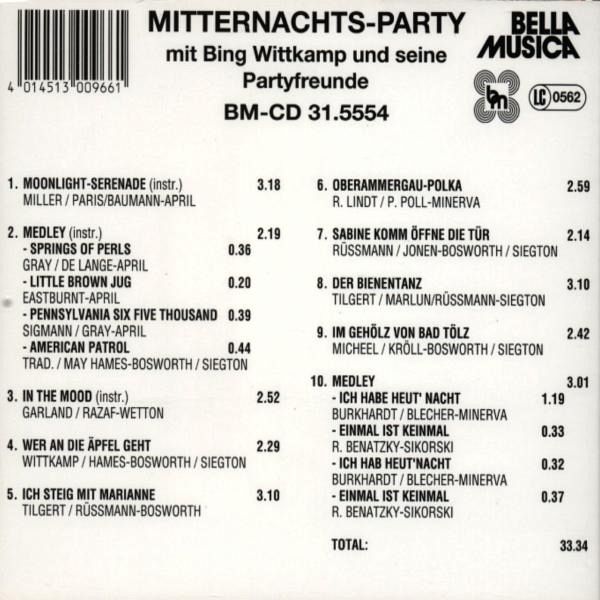 4 014513 009661
MITTERNACHTS-PARTY
mit Bing Wittkamp und seine
Partyfreunde
BM-CD 31.5554
BELLA
MUSICA
bm
LC 0562
1. MOONLIGHT-SERENADE (instr.) 3.18
MILLER / PARIS/BAUMANN-APRIL
2. MEDLEY (instr.) 2.19
- SPRINGS OF PERLS 0.36
GRAY / DE LANGE-APRIL
- LITTLE BROWN JUG 0.20
EASTBURNT-APRIL
- PENNSYLVANIA SIX FIVE THOUSAND 0.39
SIGMANN / GRAY-APRIL
- AMERICAN PATROL 0.44
TRAD. / MAY HAMES-BOSWORTH / SIEGTON
3. IN THE MOOD (instr.) 2.52
GARLAND / RAZAF-WETTON
4. WER AN DIE ÄPFEL GEHT 2.29
WITTKAMP / HAMES-BOSWORTH / SIEGTON
5. ICH STEIG MIT MARIANNE 3.10
TILGERT / RÜSSMANN-BOSWORTH
6. OBERAMMERGAU-POLKA 2.59
R. LINDT / P. POLL-MINERVA
7. SABINE KOMM ÖFFNE DIE TÜR 2.14
RÜSSMANN / JONEN-BOSWORTH / SIEGTON
8. DER BIENENTANZ 3.10
TILGERT / MARLUN/RÜSSMANN-SIEGTON
9. IM GEHÖLZ VON BAD TÖLZ 2.42
MICHEEL / KRÖLL-BOSWORTH / SIEGTON
10. MEDLEY 3.01
- ICH HABE HEUT' NACHT 1.19
BURKHARDT / BLECHER-MINERVA
- EINMAL IST KEINMAL 0.33
R. BENATZKY-SIKORSKI
- ICH HAB HEUT'NACHT 0.32
BURKHARDT / BLECHER-MINERVA
- EINMAL IST KEINMAL 0.37
R. BENATZKY-SIKORSKI
TOTAL: 33.34